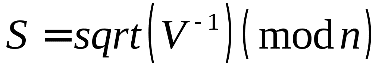 S = sqrt(V⁻¹)(mod n)